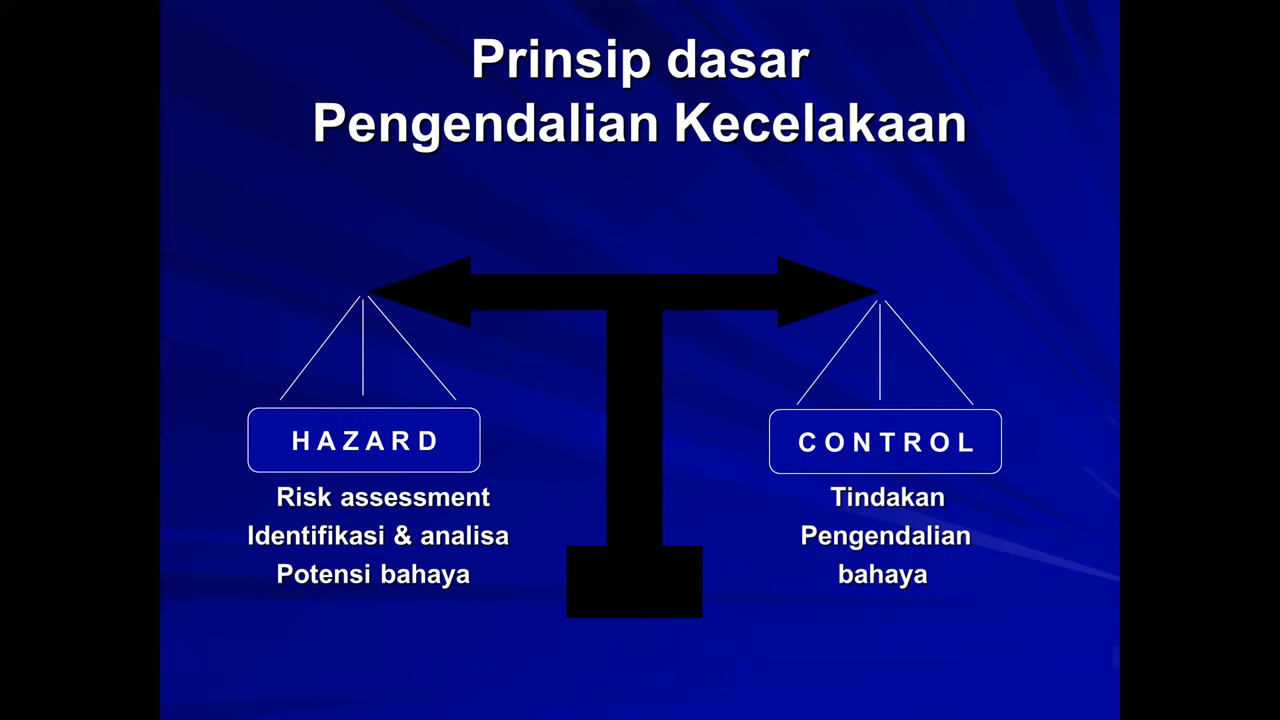 Prinsip dasar
Pengendalian Kecelakaan
HAZARD
Risk assessment
Identifikasi & analisa
Potensi bahaya
CONTROL
Tindakan
Pengendalian
bahaya